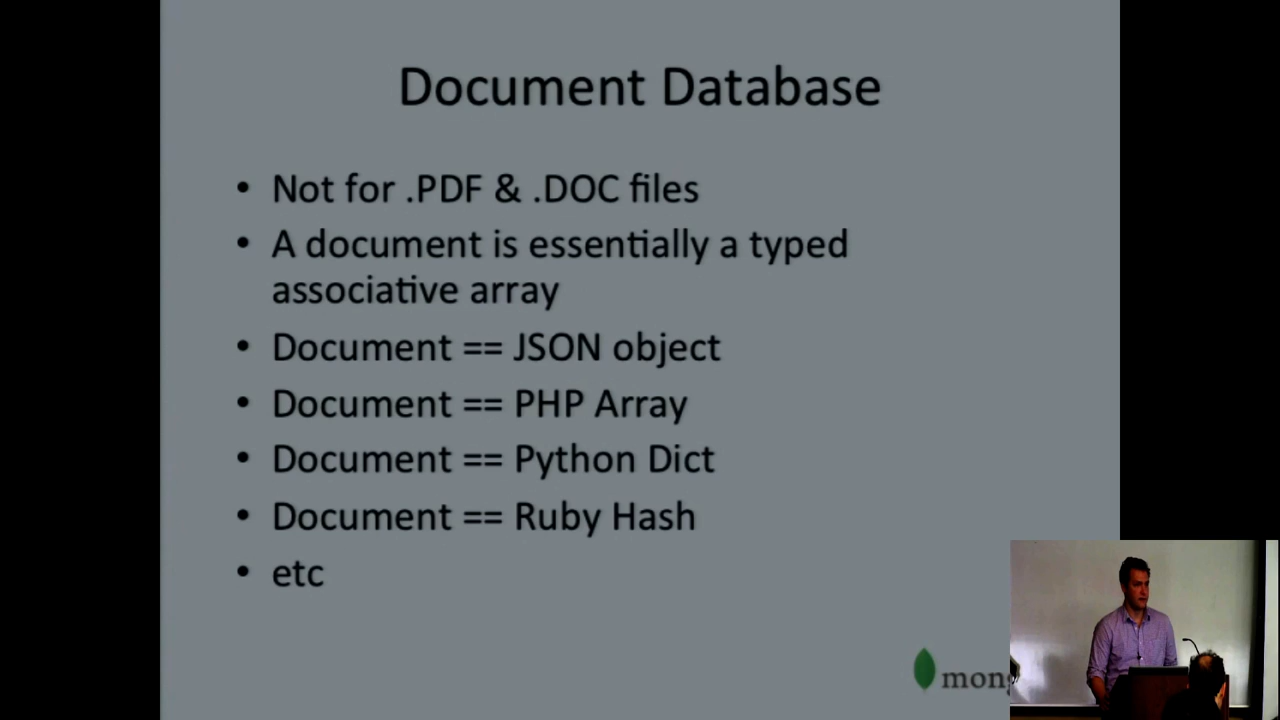 Document Database
• Not for .PDF & .DOC files
• A document is essentially a typed
associative array
• Document == JSON object
• Document == PHP Array
• Document == Python Dict
• Document == Ruby Hash
• etc
mong